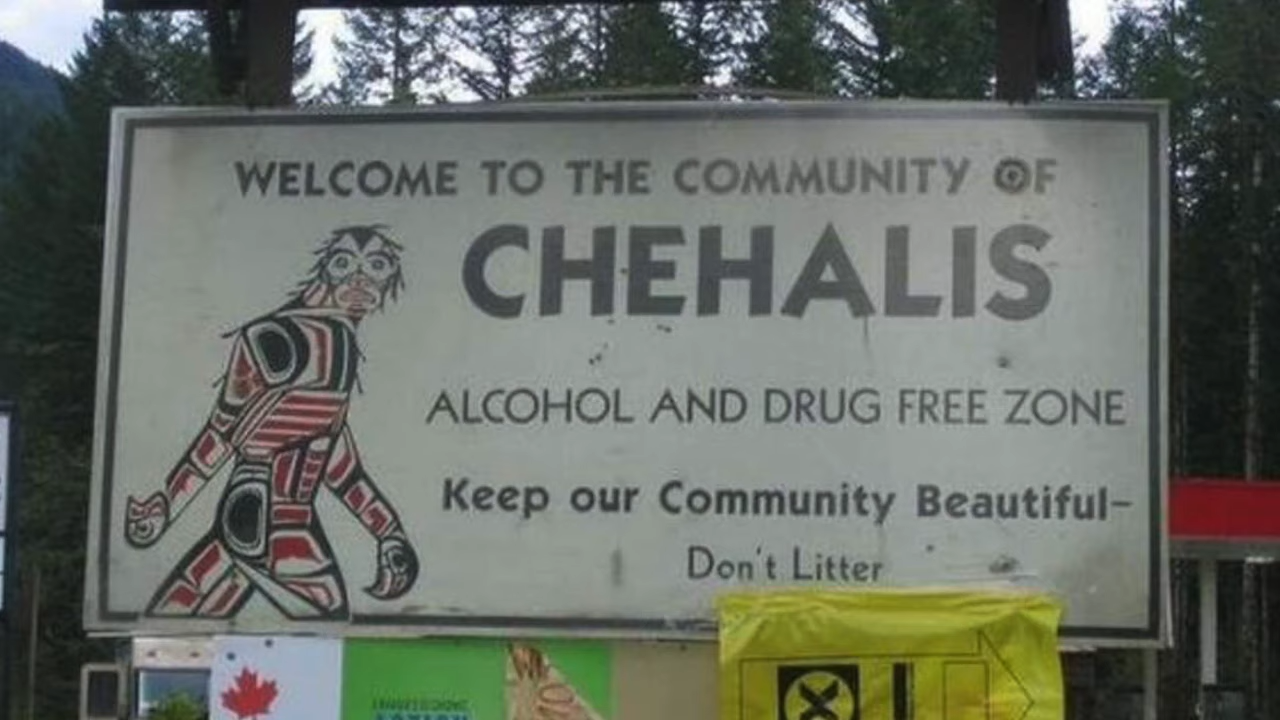 WELCOME TO THE COMMUNITY OF
CHEHALIS
ALCOHOL AND DRUG FREE ZONE
Keep our Community Beautiful-
Don't Litter